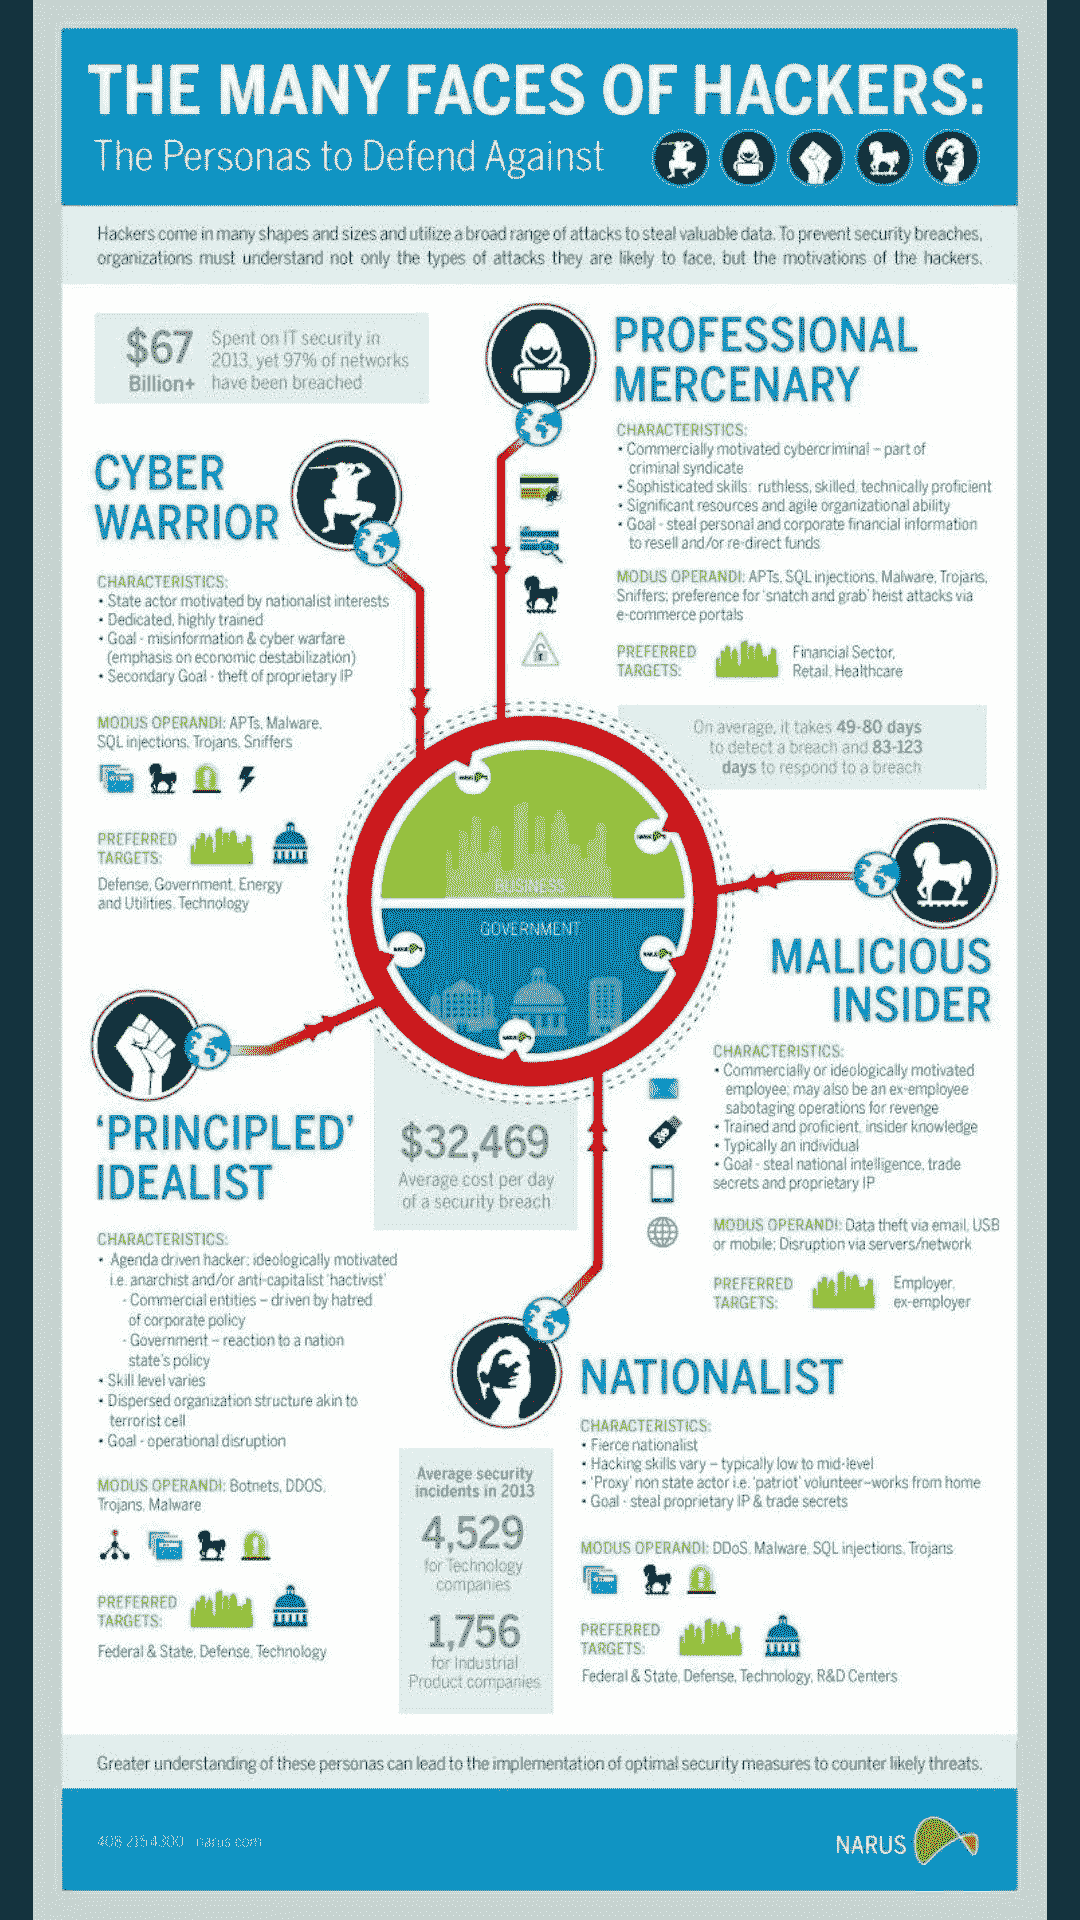 THE MANY FACES OF HACKERS:
The Personas to Defend Against
Hackers come in many shapes and sizes and utilize a broad range of attacks to steal valuable data. To prevent security breaches,
organizations must understand not only the types of attacks they are likely to face, but the motivations of the hackers.
$67
Billion+
Spent on IT security in
2013, yet 97% of networks
have been breached
PROFESSIONAL
MERCENARY
CHARACTERISTICS:
• Commercially motivated cybercriminal – part of
criminal syndicate
• Sophisticated skills: ruthless, skilled, technically proficient
• Significant resources and agile organizational ability
• Goal - steal personal and corporate financial information
to resell and/or re-direct funds
MODUS OPERANDI: APTs, SQL injections, Malware, Trojans,
Sniffers; preference for 'snatch and grab' heist attacks via
e-commerce portals
PREFERRED
TARGETS:
Financial Sector,
Retail, Healthcare
CYBER
WARRIOR
CHARACTERISTICS:
• State actor motivated by nationalist interests
• Dedicated, highly trained
• Goal - misinformation & cyber warfare
(emphasis on economic destabilization)
• Secondary Goal - theft of proprietary IP
MODUS OPERANDI: APTs, Malware,
SQL injections, Trojans, Sniffers
PREFERRED
TARGETS:
Defense, Government, Energy
and Utilities, Technology
On average, it takes 49-80 days
to detect a breach and 83-123
days to respond to a breach
BUSINESS
GOVERNMENT
MALICIOUS
INSIDER
CHARACTERISTICS:
• Commercially or ideologically motivated
employee; may also be an ex-employee
sabotaging operations for revenge
• Trained and proficient, insider knowledge
• Typically an individual
• Goal - steal national intelligence, trade
secrets and proprietary IP
MODUS OPERANDI: Data theft via email, USB
or mobile; Disruption via servers/network
PREFERRED
TARGETS:
Employer,
ex-employer
'PRINCIPLED'
IDEALIST
CHARACTERISTICS:
• Agenda driven hacker; ideologically motivated
i.e. anarchist and/or anti-capitalist 'hactivist'
- Commercial entities – driven by hatred
of corporate policy
- Government – reaction to a nation
state's policy
• Skill level varies
• Dispersed organization structure akin to
terrorist cell
• Goal - operational disruption
MODUS OPERANDI: Botnets, DDOS,
Trojans, Malware
PREFERRED
TARGETS:
Federal & State, Defense, Technology
$32,469
Average cost per day
of a security breach
NATIONALIST
CHARACTERISTICS:
• Fierce nationalist
• Hacking skills vary – typically low to mid-level
• 'Proxy' non state actor i.e. 'patriot' volunteer–works from home
• Goal - steal proprietary IP & trade secrets
MODUS OPERANDI: DDoS, Malware, SQL injections, Trojans
PREFERRED
TARGETS:
Federal & State, Defense, Technology, R&D Centers
Average security
incidents in 2013
4,529
for Technology
companies
1,756
for Industrial
Product companies
Greater understanding of these personas can lead to the implementation of optimal security measures to counter likely threats.
408 215 4300 narus.com
NARUS